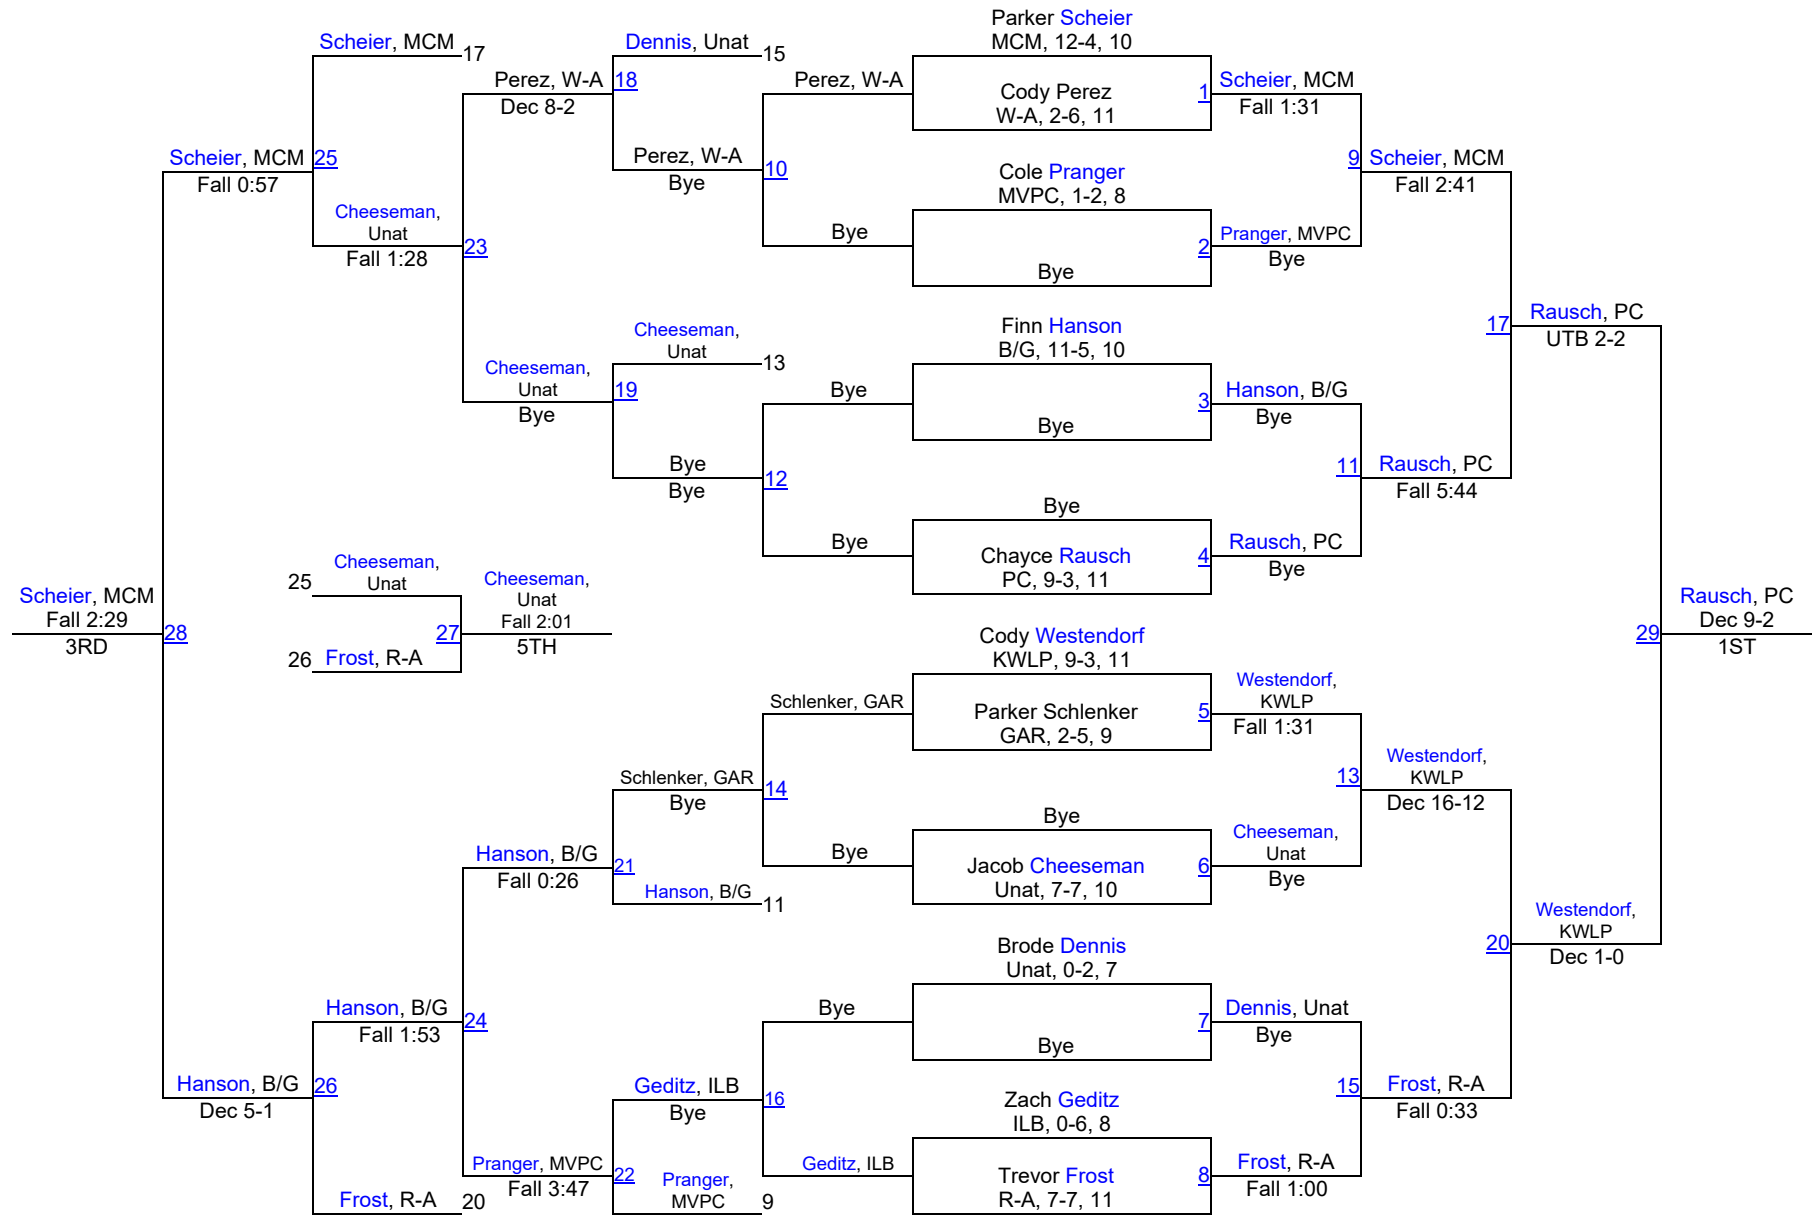 Parker Scheier
MCM, 12-4, 10
Scheier, MCM
17
Dennis, Unat
15
Perez, W-A
18
Dec 8-2
Perez, W-A
Cody Perez
W-A, 2-6, 11
1
Scheier, MCM
Fall 1:31
Scheier, MCM
25
Fall 0:57
Perez, W-A
Bye
10
Cole Pranger
MVPC, 1-2, 8
9
Scheier, MCM
Fall 2:41
Cheeseman,
Unat
Fall 1:28
23
Bye
Bye
2
Pranger, MVPC
Bye
Finn Hanson
B/G, 11-5, 10
17
Rausch, PC
UTB 2-2
Cheeseman,
Unat
13
Cheeseman,
Unat
Bye
19
Bye
Bye
3
Hanson, B/G
Bye
Bye
Bye
12
11
Rausch, PC
Fall 5:44
Bye
Bye
Chayce Rausch
PC, 9-3, 11
4
Rausch, PC
Bye
25
Cheeseman,
Unat
Scheier, MCM
Fall 2:29
3RD
28
27
Cheeseman,
Unat
Fall 2:01
5TH
26
Frost, R-A
29
Rausch, PC
Dec 9-2
1ST
Cody Westendorf
KWLP, 9-3, 11
Schlenker, GAR
Parker Schlenker
GAR, 2-5, 9
5
Westendorf,
KWLP
Fall 1:31
Schlenker, GAR
Bye
14
13
Westendorf,
KWLP
Dec 16-12
Bye
Bye
Jacob Cheeseman
Unat, 7-7, 10
6
Cheeseman,
Unat
Bye
Hanson, B/G
Fall 0:26
21
Hanson, B/G
11
20
Westendorf,
KWLP
Dec 1-0
Brode Dennis
Unat, 0-2, 7
Hanson, B/G
Fall 1:53
24
Bye
Bye
7
Dennis, Unat
Bye
Hanson, B/G
Dec 5-1
26
Geditz, ILB
Bye
16
Zach Geditz
ILB, 0-6, 8
15
Frost, R-A
Fall 0:33
Pranger, MVPC
Fall 3:47
22
Geditz, ILB
Trevor Frost
R-A, 7-7, 11
8
Frost, R-A
Fall 1:00
Frost, R-A
20
Pranger,
MVPC
9